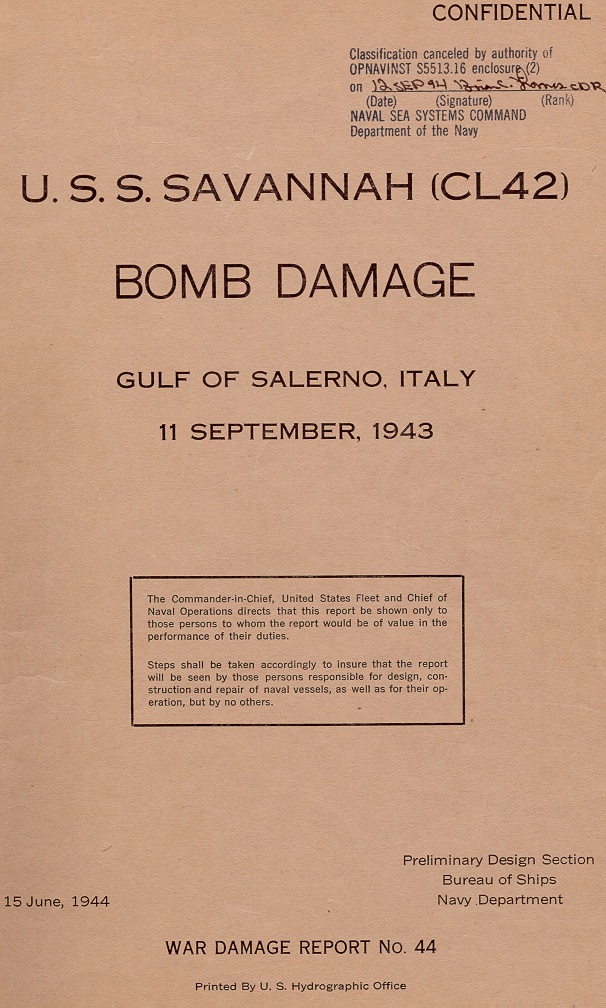 CONFIDENTIAL
Classification canceled by authority of
OPNAVINST S5513.16 enclosure (2)
on 12 SEP 94 CDR
(Date) (Signature) (Rank)
NAVAL SEA SYSTEMS COMMAND
Department of the Navy
U. S. S. SAVANNAH (CL42)
BOMB DAMAGE
GULF OF SALERNO, ITALY
11 SEPTEMBER, 1943
The Commander-in-Chief, United States Fleet and Chief of
Naval Operations directs that this report be shown only to
those persons to whom the report would be of value in the
performance of their duties.
Steps shall be taken accordingly to insure that the report
will be seen by those persons responsible for design, con-
struction and repair of naval vessels, as well as for their op-
eration, but by no others.
Preliminary Design Section
Bureau of Ships
Navy Department
15 June, 1944
WAR DAMAGE REPORT No. 44
Printed By U. S. Hydrographic Office